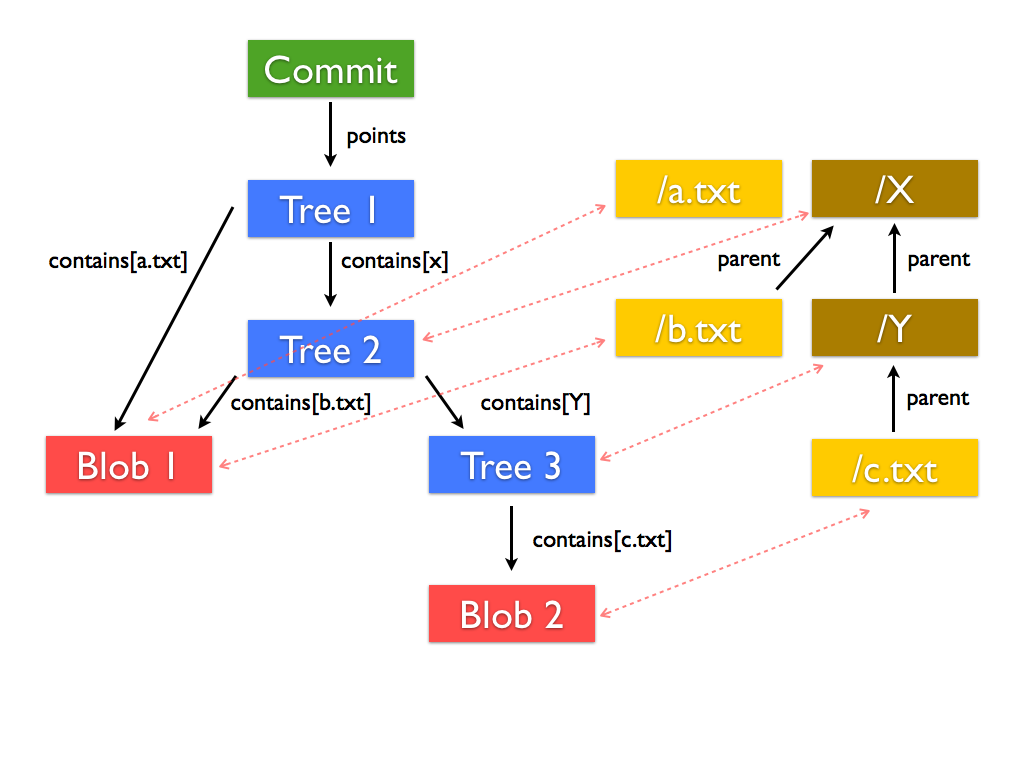 Commit
points
Tree 1
/a.txt
/X
contains[a.txt]
contains[x]
parent
parent
Tree 2
/b.txt
/Y
contains[b.txt]
contains[Y]
parent
Blob 1
Tree 3
/c.txt
contains[c.txt]
Blob 2